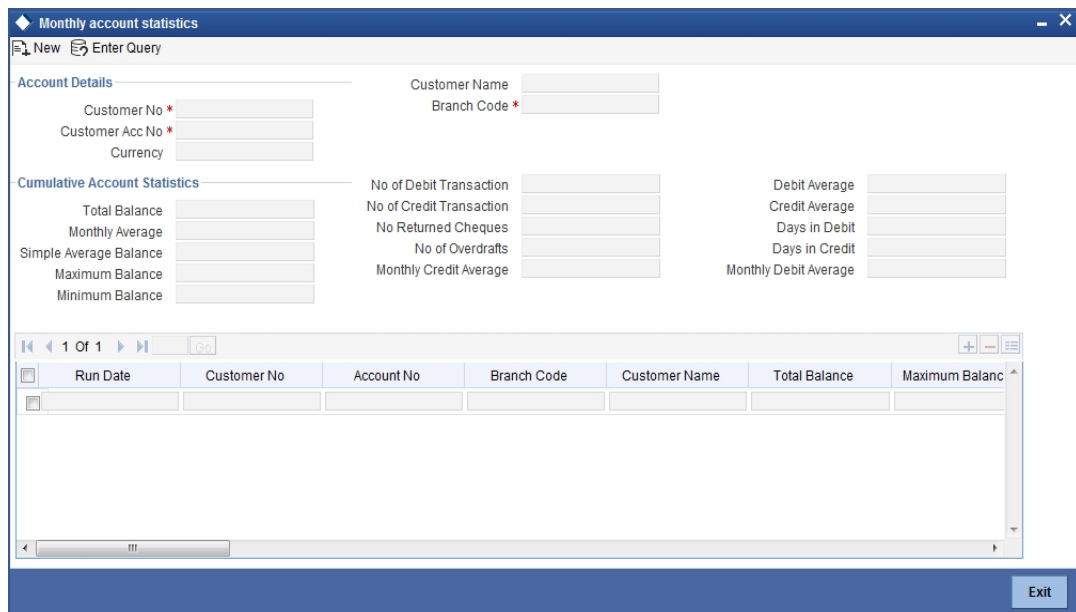 Monthly account statistics
New Enter Query
Account Details
Customer No *
Customer Acc No *
Currency
Customer Name
Branch Code *
Cumulative Account Statistics
Total Balance
Monthly Average
Simple Average Balance
Maximum Balance
Minimum Balance
No of Debit Transaction
No of Credit Transaction
No Returned Cheques
No of Overdrafts
Monthly Credit Average
Debit Average
Credit Average
Days in Debit
Days in Credit
Monthly Debit Average
1 Of 1 Go
Run Date Customer No Account No Branch Code Customer Name Total Balance Maximum Balanc
Exit